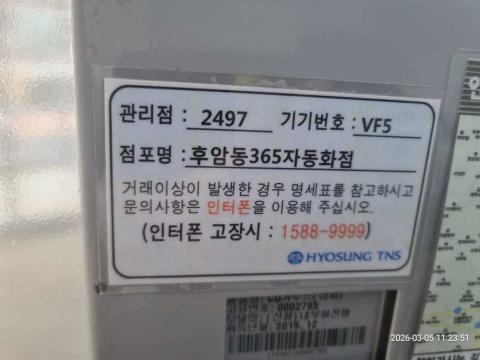 관리점 : 2497 기기번호 : VF5
점포명 : 후암동365자동화점
거래이상이 발생한 경우 명세표를 참고하시고
문의사항은 인터폰을 이용해 주십시오.
(인터폰 고장시 : 1588-9999)
HYOSUNG TNS
0002785
2015.12
2026-03-05 11:23:51